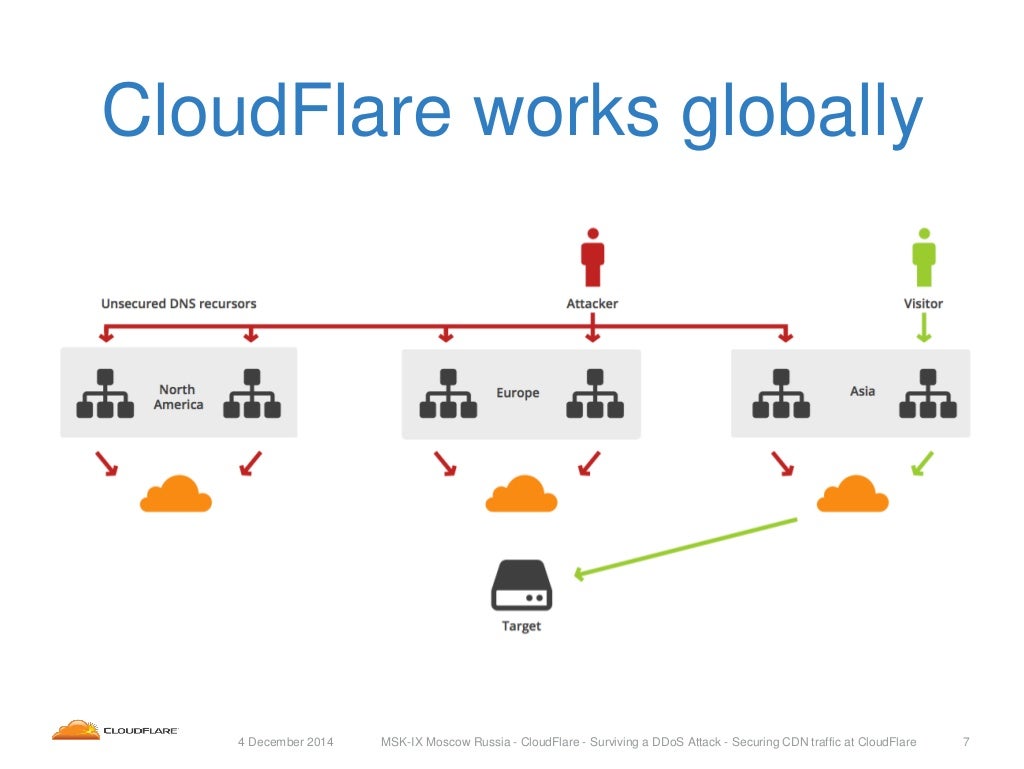 CloudFlare works globally
Unsecured DNS recursors
Attacker
Visitor
North
America
Europe
Asia
Target
CLOUDFLARE
4 December 2014
MSK-IX Moscow Russia - CloudFlare - Surviving a DDoS Attack - Securing CDN traffic at CloudFlare
7